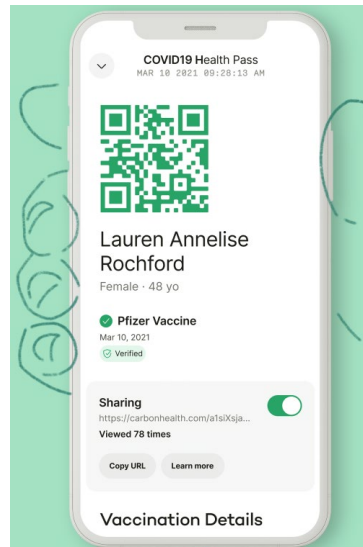 COVID19 Health Pass
MAR 10 2021 09:28:13 AM
Lauren Annelise
Rochford
Female · 48 yo
Pfizer Vaccine
Mar 10, 2021
Verified
Sharing
https://carbonhealth.com/a1siXsja...
Viewed 78 times
Copy URL Learn more
Vaccination Details